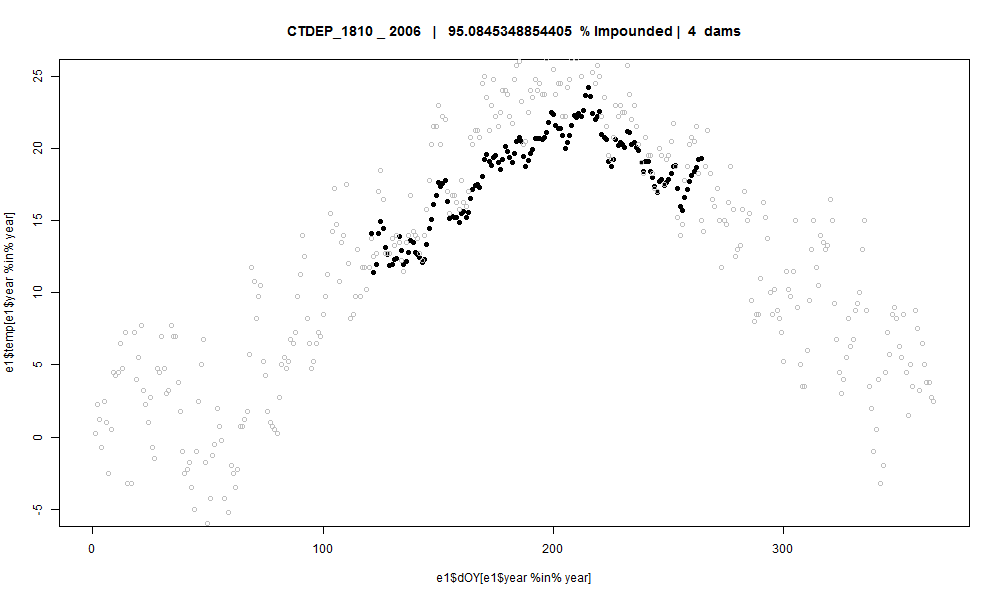 CTDEP_1810 _ 2006 | 95.0845348854405 % Impounded | 4 dams
e1$temp[e1$year %in% year]
25
20
15
10
5
0
-5
0 100 200 300
e1$dOY[e1$year %in% year]